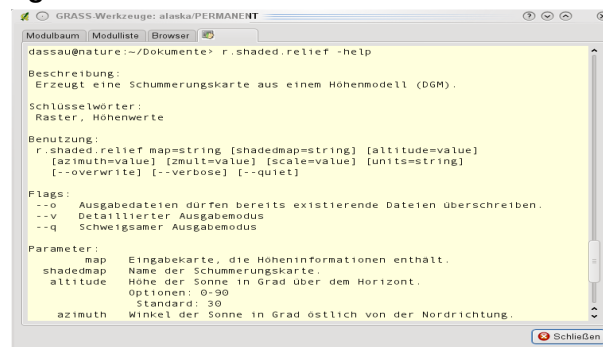 GRASS-Werkzeuge: alaska/PERMANENT
Modulbaum Modulliste Browser
dassau@nature:~/Dokumente> r.shaded.relief -help
Beschreibung:
Erzeugt eine Schummerungskarte aus einem Höhenmodell (DGM).
Schlüsselwörter:
Raster, Höhenwerte
Benutzung:
r.shaded.relief map=string [shadedmap=string] [altitude=value]
[azimuth=value] [zmult=value] [scale=value] [units=string]
[--overwrite] [--verbose] [--quiet]
Flags:
--o Ausgabedateien dürfen bereits existierende Dateien überschreiben.
--v Detaillierter Ausgabemodus
--q Schweigsamer Ausgabemodus
Parameter:
map Eingabekarte, die Höheninformationen enthält.
shadedmap Name der Schummerungskarte.
altitude Höhe der Sonne in Grad über dem Horizont.
Optionen: 0-90
Standard: 30
azimuth Winkel der Sonne in Grad östlich von der Nordrichtung.
Schließen